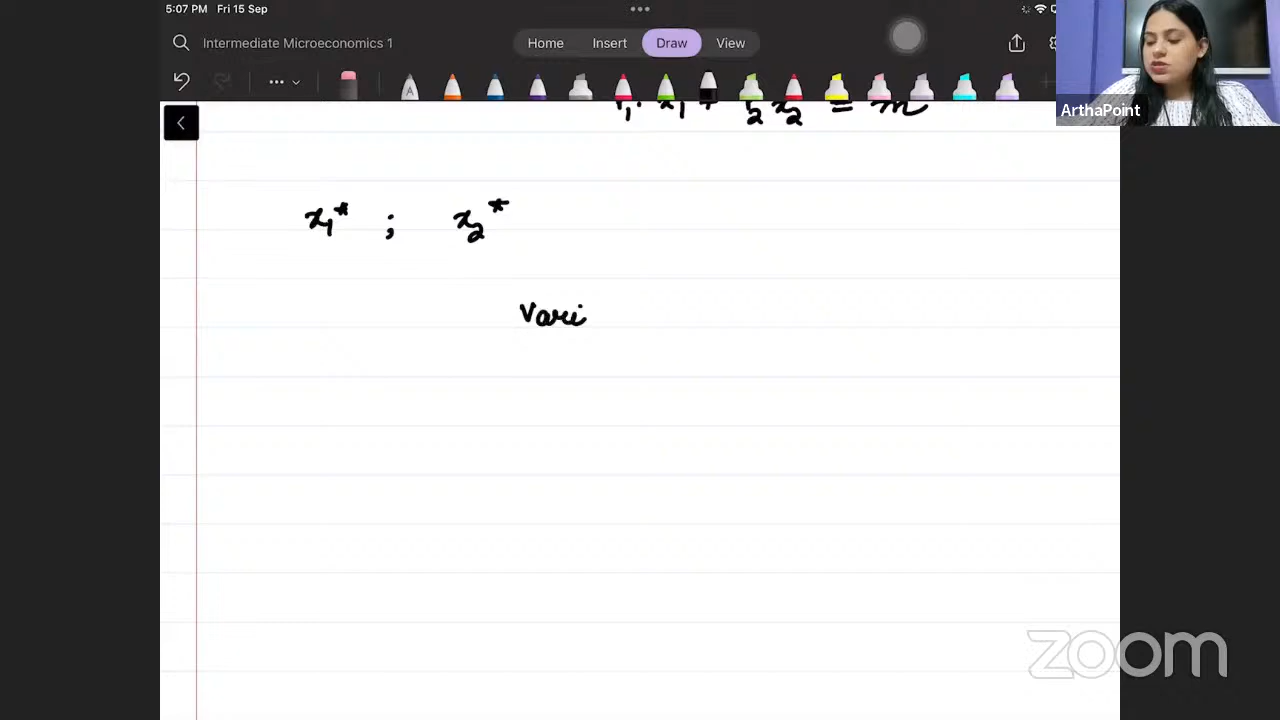 5:07 PM Fri 15 Sep
Intermediate Microeconomics 1
Home Insert Draw View
A
x₁* ; x₂*
Vari
ArthaPoint
zoom